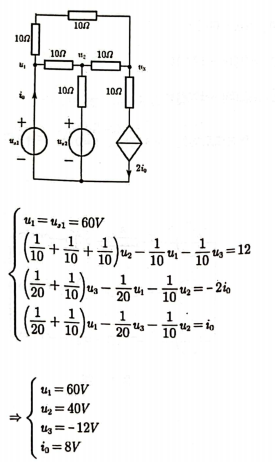 10Ω
10Ω
u₁ 10Ω u₂ 10Ω u₃
i₀ 10Ω 10Ω
+ +
uₛ₁ uₛ₂
− −
2i₀
u₁ = uₛ₁ = 60V
(1/10 + 1/10 + 1/10)u₂ − 1/10 u₁ − 1/10 u₃ = 12
(1/20 + 1/10)u₃ − 1/20 u₁ − 1/10 u₂ = −2i₀
(1/20 + 1/10)u₁ − 1/20 u₃ − 1/10 u₂ = i₀
⇒ { u₁ = 60V
u₂ = 40V
u₃ = −12V
i₀ = 8V